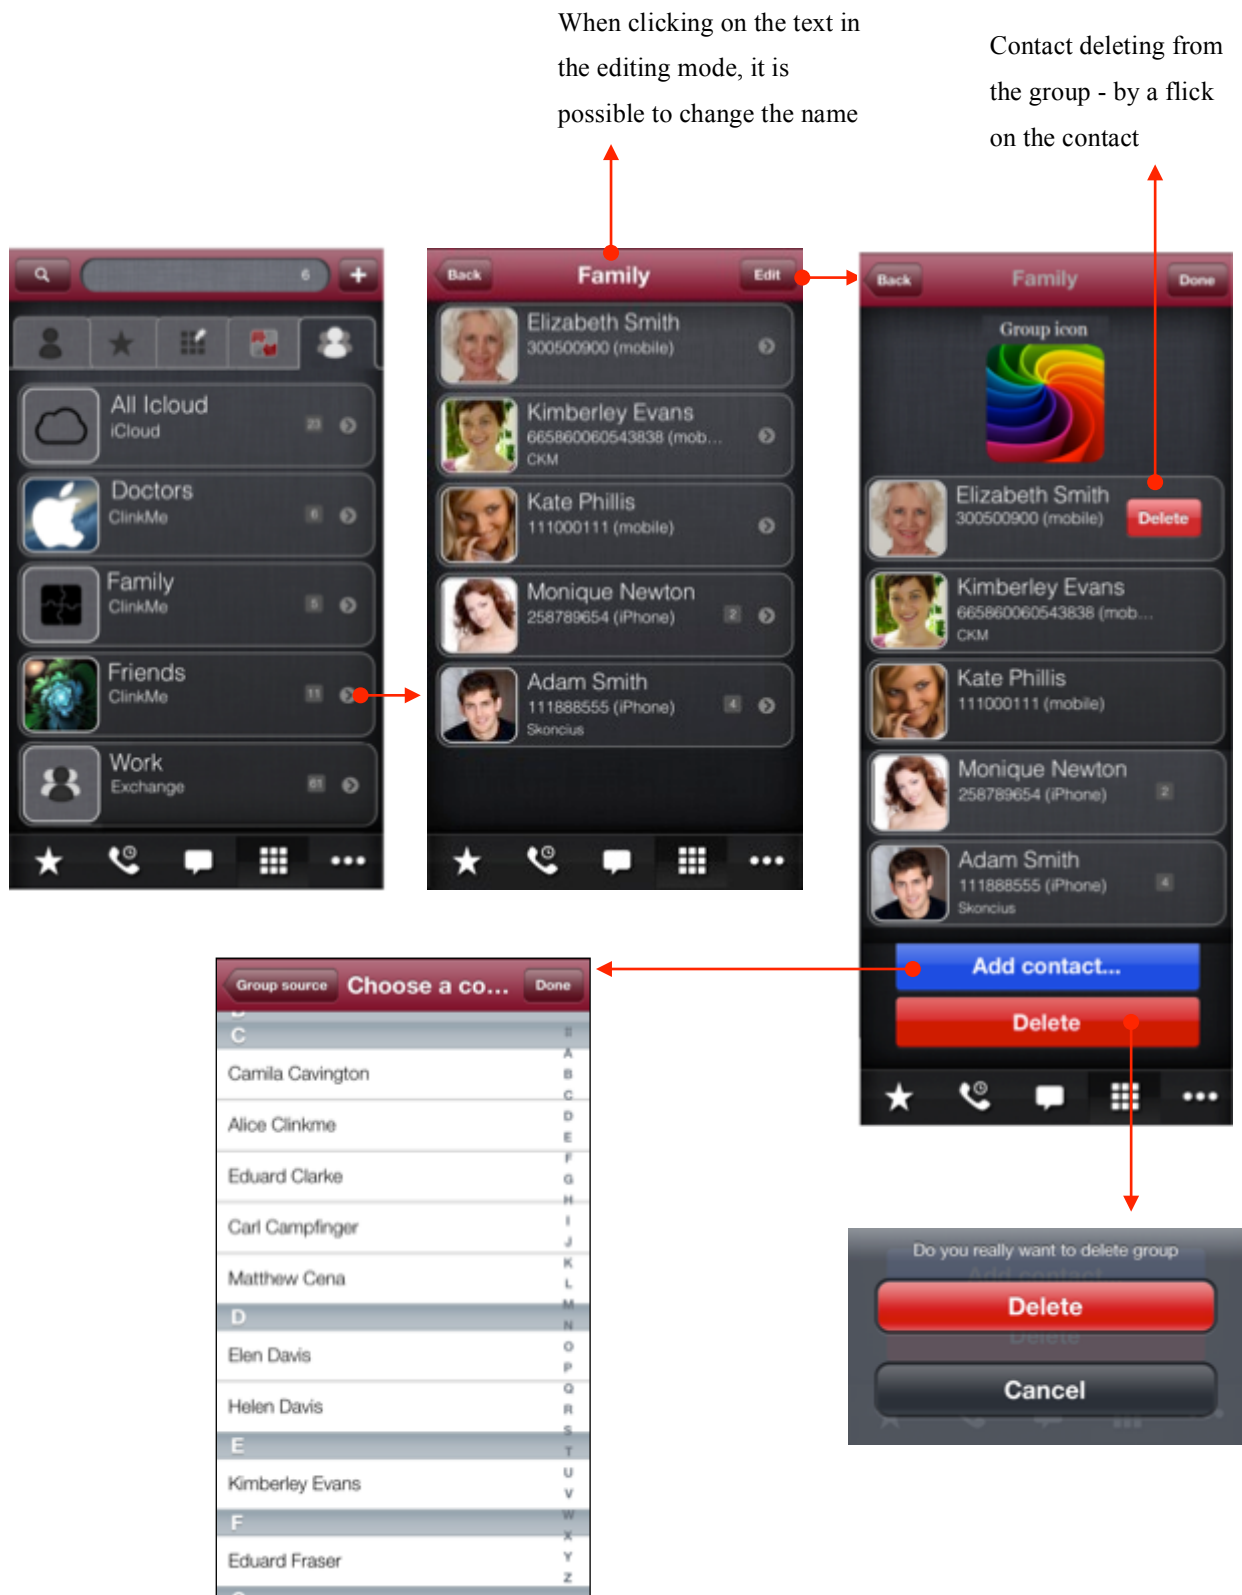 When clicking on the text in
the editing mode, it is
possible to change the name
Contact deleting from
the group - by a flick
on the contact
6
+
All Icloud
iCloud
23
Doctors
ClinkMe
6
Family
ClinkMe
5
Friends
ClinkMe
11
Work
Exchange
61
Back
Family
Edit
Elizabeth Smith
300500900 (mobile)
Kimberley Evans
665860060543838 (mob...
CKM
Kate Phillis
111000111 (mobile)
Monique Newton
258789654 (iPhone)
2
Adam Smith
111888555 (iPhone)
4
Skoncius
Back
Family
Done
Group icon
Elizabeth Smith
300500900 (mobile)
Delete
Kimberley Evans
665860060543838 (mob...
CKM
Kate Phillis
111000111 (mobile)
Monique Newton
258789654 (iPhone)
2
Adam Smith
111888555 (iPhone)
4
Skoncius
Add contact...
Delete
Group source
Choose a co...
Done
C
Camila Cavington
Alice Clinkme
Eduard Clarke
Carl Campfinger
Matthew Cena
D
Elen Davis
Helen Davis
E
Kimberley Evans
F
Eduard Fraser
A
B
C
D
E
F
G
H
I
J
K
L
M
N
O
P
Q
R
S
T
U
V
W
X
Y
Z
Do you really want to delete group
Add contact
Delete
Delete
Cancel